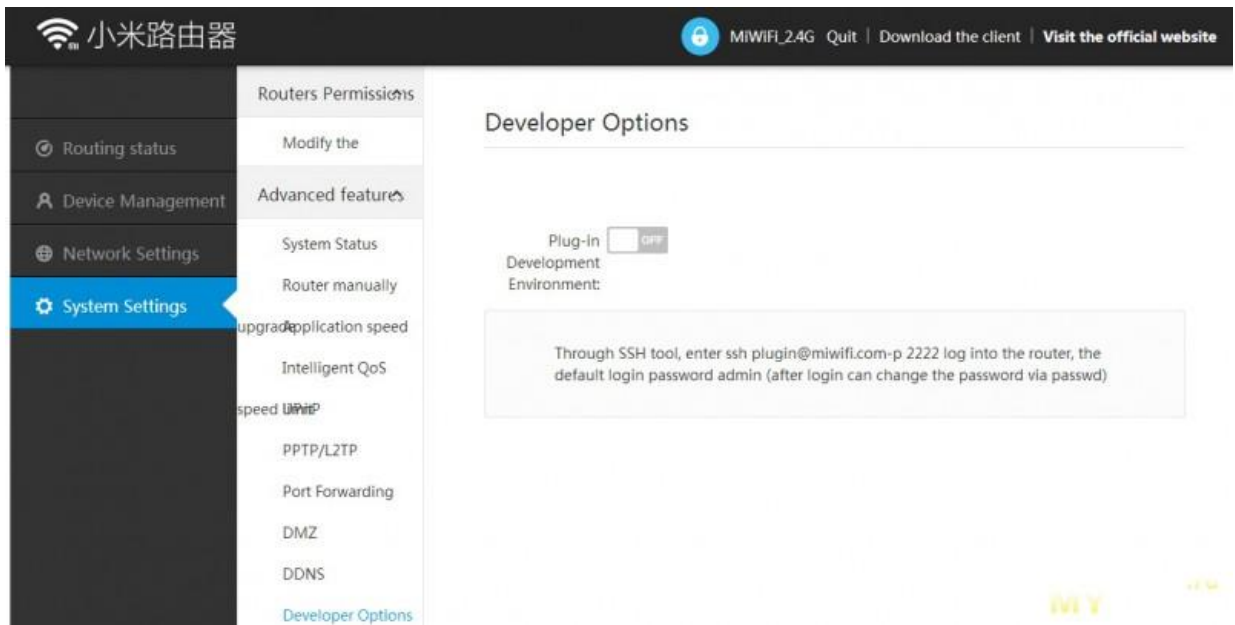 小米路由器
MiWiFi_2.4G Quit | Download the client | Visit the official website
Routing status
Device Management
Network Settings
System Settings
Routers Permissions
Modify the
Advanced features
System Status
Router manually
upgrade Application speed
Intelligent QoS
speed Limit UPnP
PPTP/L2TP
Port Forwarding
DMZ
DDNS
Developer Options
Developer Options
Plug-in
Development
Environment:
OFF
Through SSH tool, enter ssh plugin@miwifi.com-p 2222 log into the router, the
default login password admin (after login can change the password via passwd)
MY
.ru